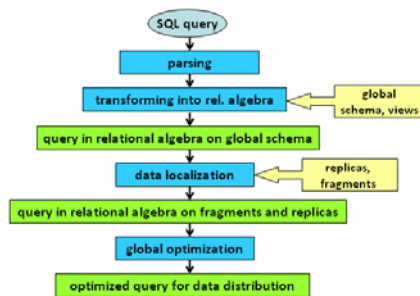 SQL query
parsing
transforming into rel. algebra
global
schema, views
query in relational algebra on global schema
data localization
replicas,
fragments
query in relational algebra on fragments and replicas
global optimization
optimized query for data distribution